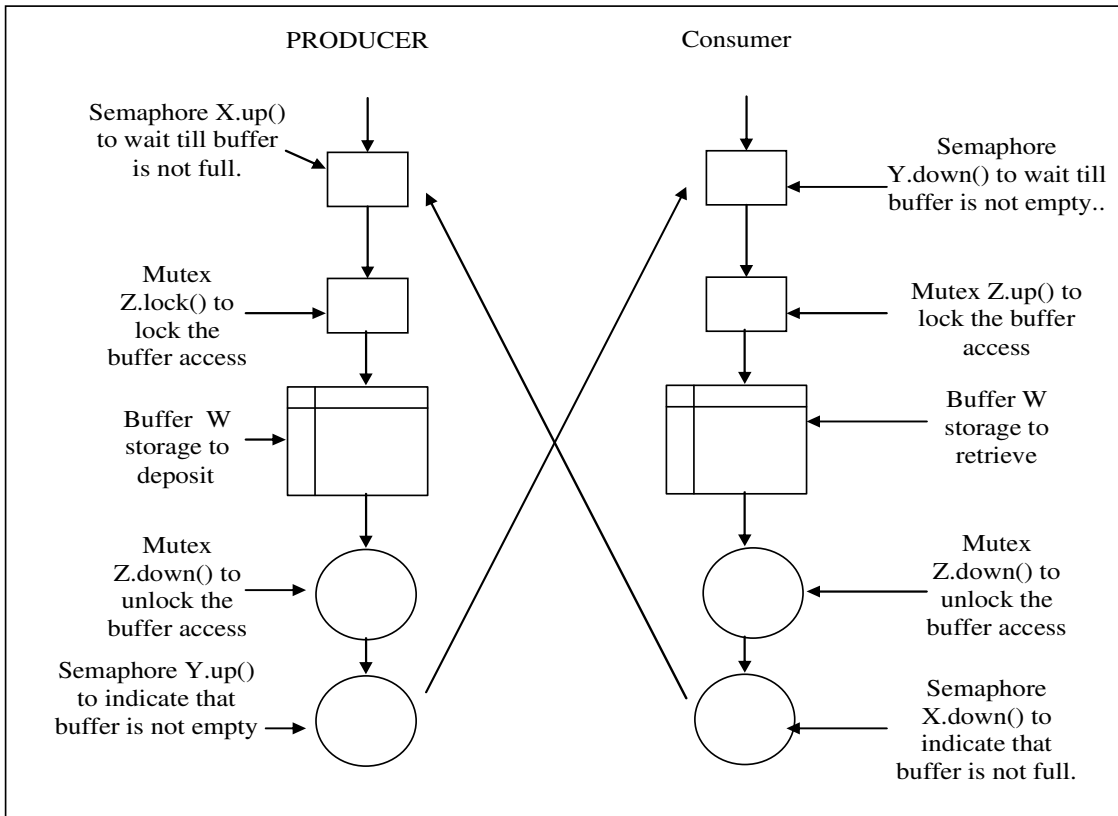 PRODUCER
Semaphore X.up()
to wait till buffer
is not full.
Mutex
Z.lock() to
lock the
buffer access
Buffer W
storage to
deposit
Mutex
Z.down() to
unlock the
buffer access
Semaphore Y.up()
to indicate that
buffer is not empty
Consumer
Semaphore
Y.down() to wait till
buffer is not empty..
Mutex Z.up() to
lock the buffer
access
Buffer W
storage to
retrieve
Mutex
Z.down() to
unlock the
buffer access
Semaphore
X.down() to
indicate that
buffer is not full.